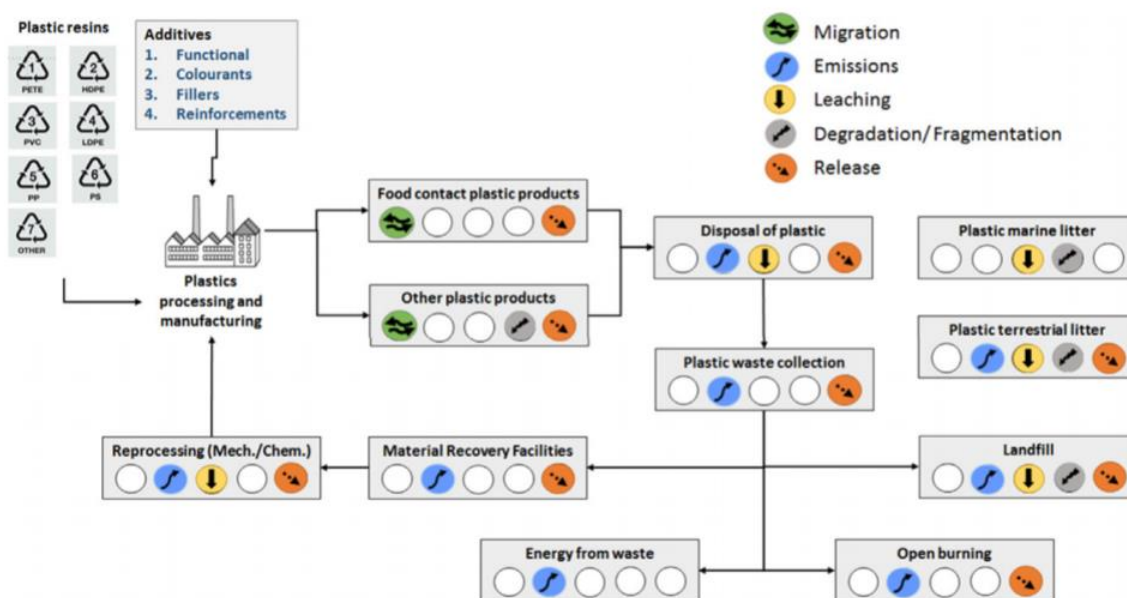 Plastic resins
1
PETE
2
HDPE
3
PVC
4
LDPE
5
PP
6
PS
7
OTHER
Additives
1. Functional
2. Colourants
3. Fillers
4. Reinforcements
Migration
Emissions
Leaching
Degradation/ Fragmentation
Release
Plastics
processing and
manufacturing
Food contact plastic products
Other plastic products
Disposal of plastic
Plastic marine litter
Plastic terrestrial litter
Plastic waste collection
Reprocessing (Mech./Chem.)
Material Recovery Facilities
Landfill
Energy from waste
Open burning